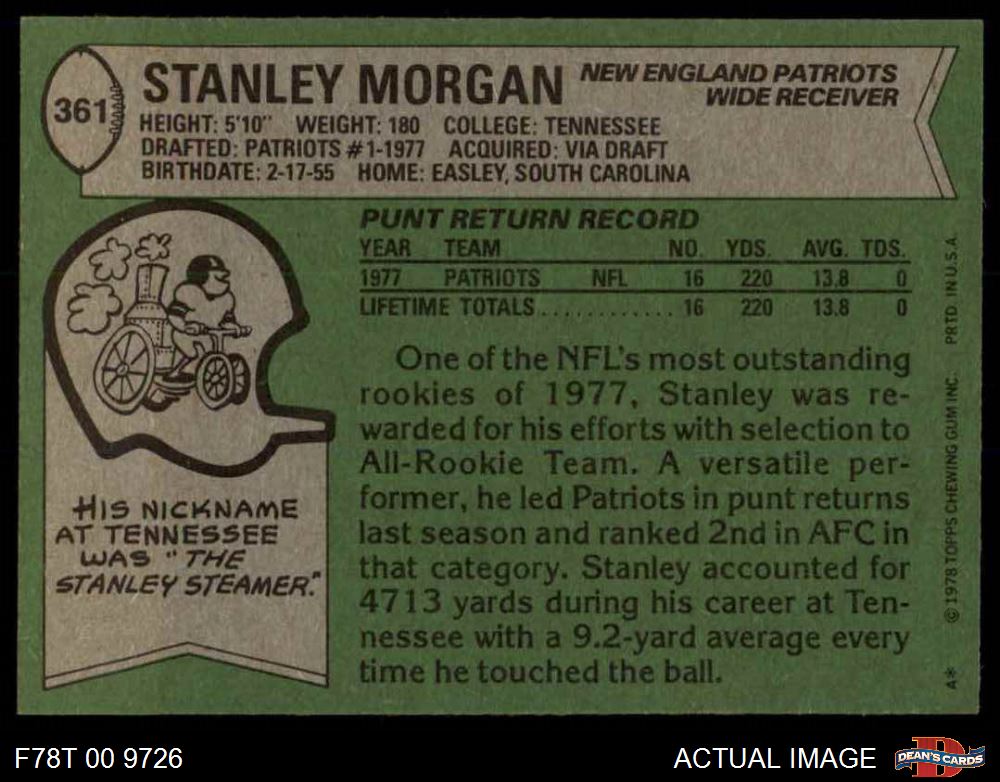 361
STANLEY MORGAN
NEW ENGLAND PATRIOTS
WIDE RECEIVER
HEIGHT: 5'10" WEIGHT: 180 COLLEGE: TENNESSEE
DRAFTED: PATRIOTS #1-1977 ACQUIRED: VIA DRAFT
BIRTHDATE: 2-17-55 HOME: EASLEY, SOUTH CAROLINA
PUNT RETURN RECORD
YEAR TEAM NO. YDS. AVG. TDS.
1977 PATRIOTS NFL 16 220 13.8 0
LIFETIME TOTALS............ 16 220 13.8 0
One of the NFL's most outstanding
rookies of 1977, Stanley was re-
warded for his efforts with selection to
All-Rookie Team. A versatile per-
former, he led Patriots in punt returns
last season and ranked 2nd in AFC in
that category. Stanley accounted for
4713 yards during his career at Ten-
nessee with a 9.2-yard average every
time he touched the ball.
HIS NICKNAME
AT TENNESSEE
WAS "THE
STANLEY STEAMER."
A* © 1978 TOPPS CHEWING GUM INC. PRTD. IN U.S.A.
F78T 00 9726
ACTUAL IMAGE
D
DEAN'S CARDS